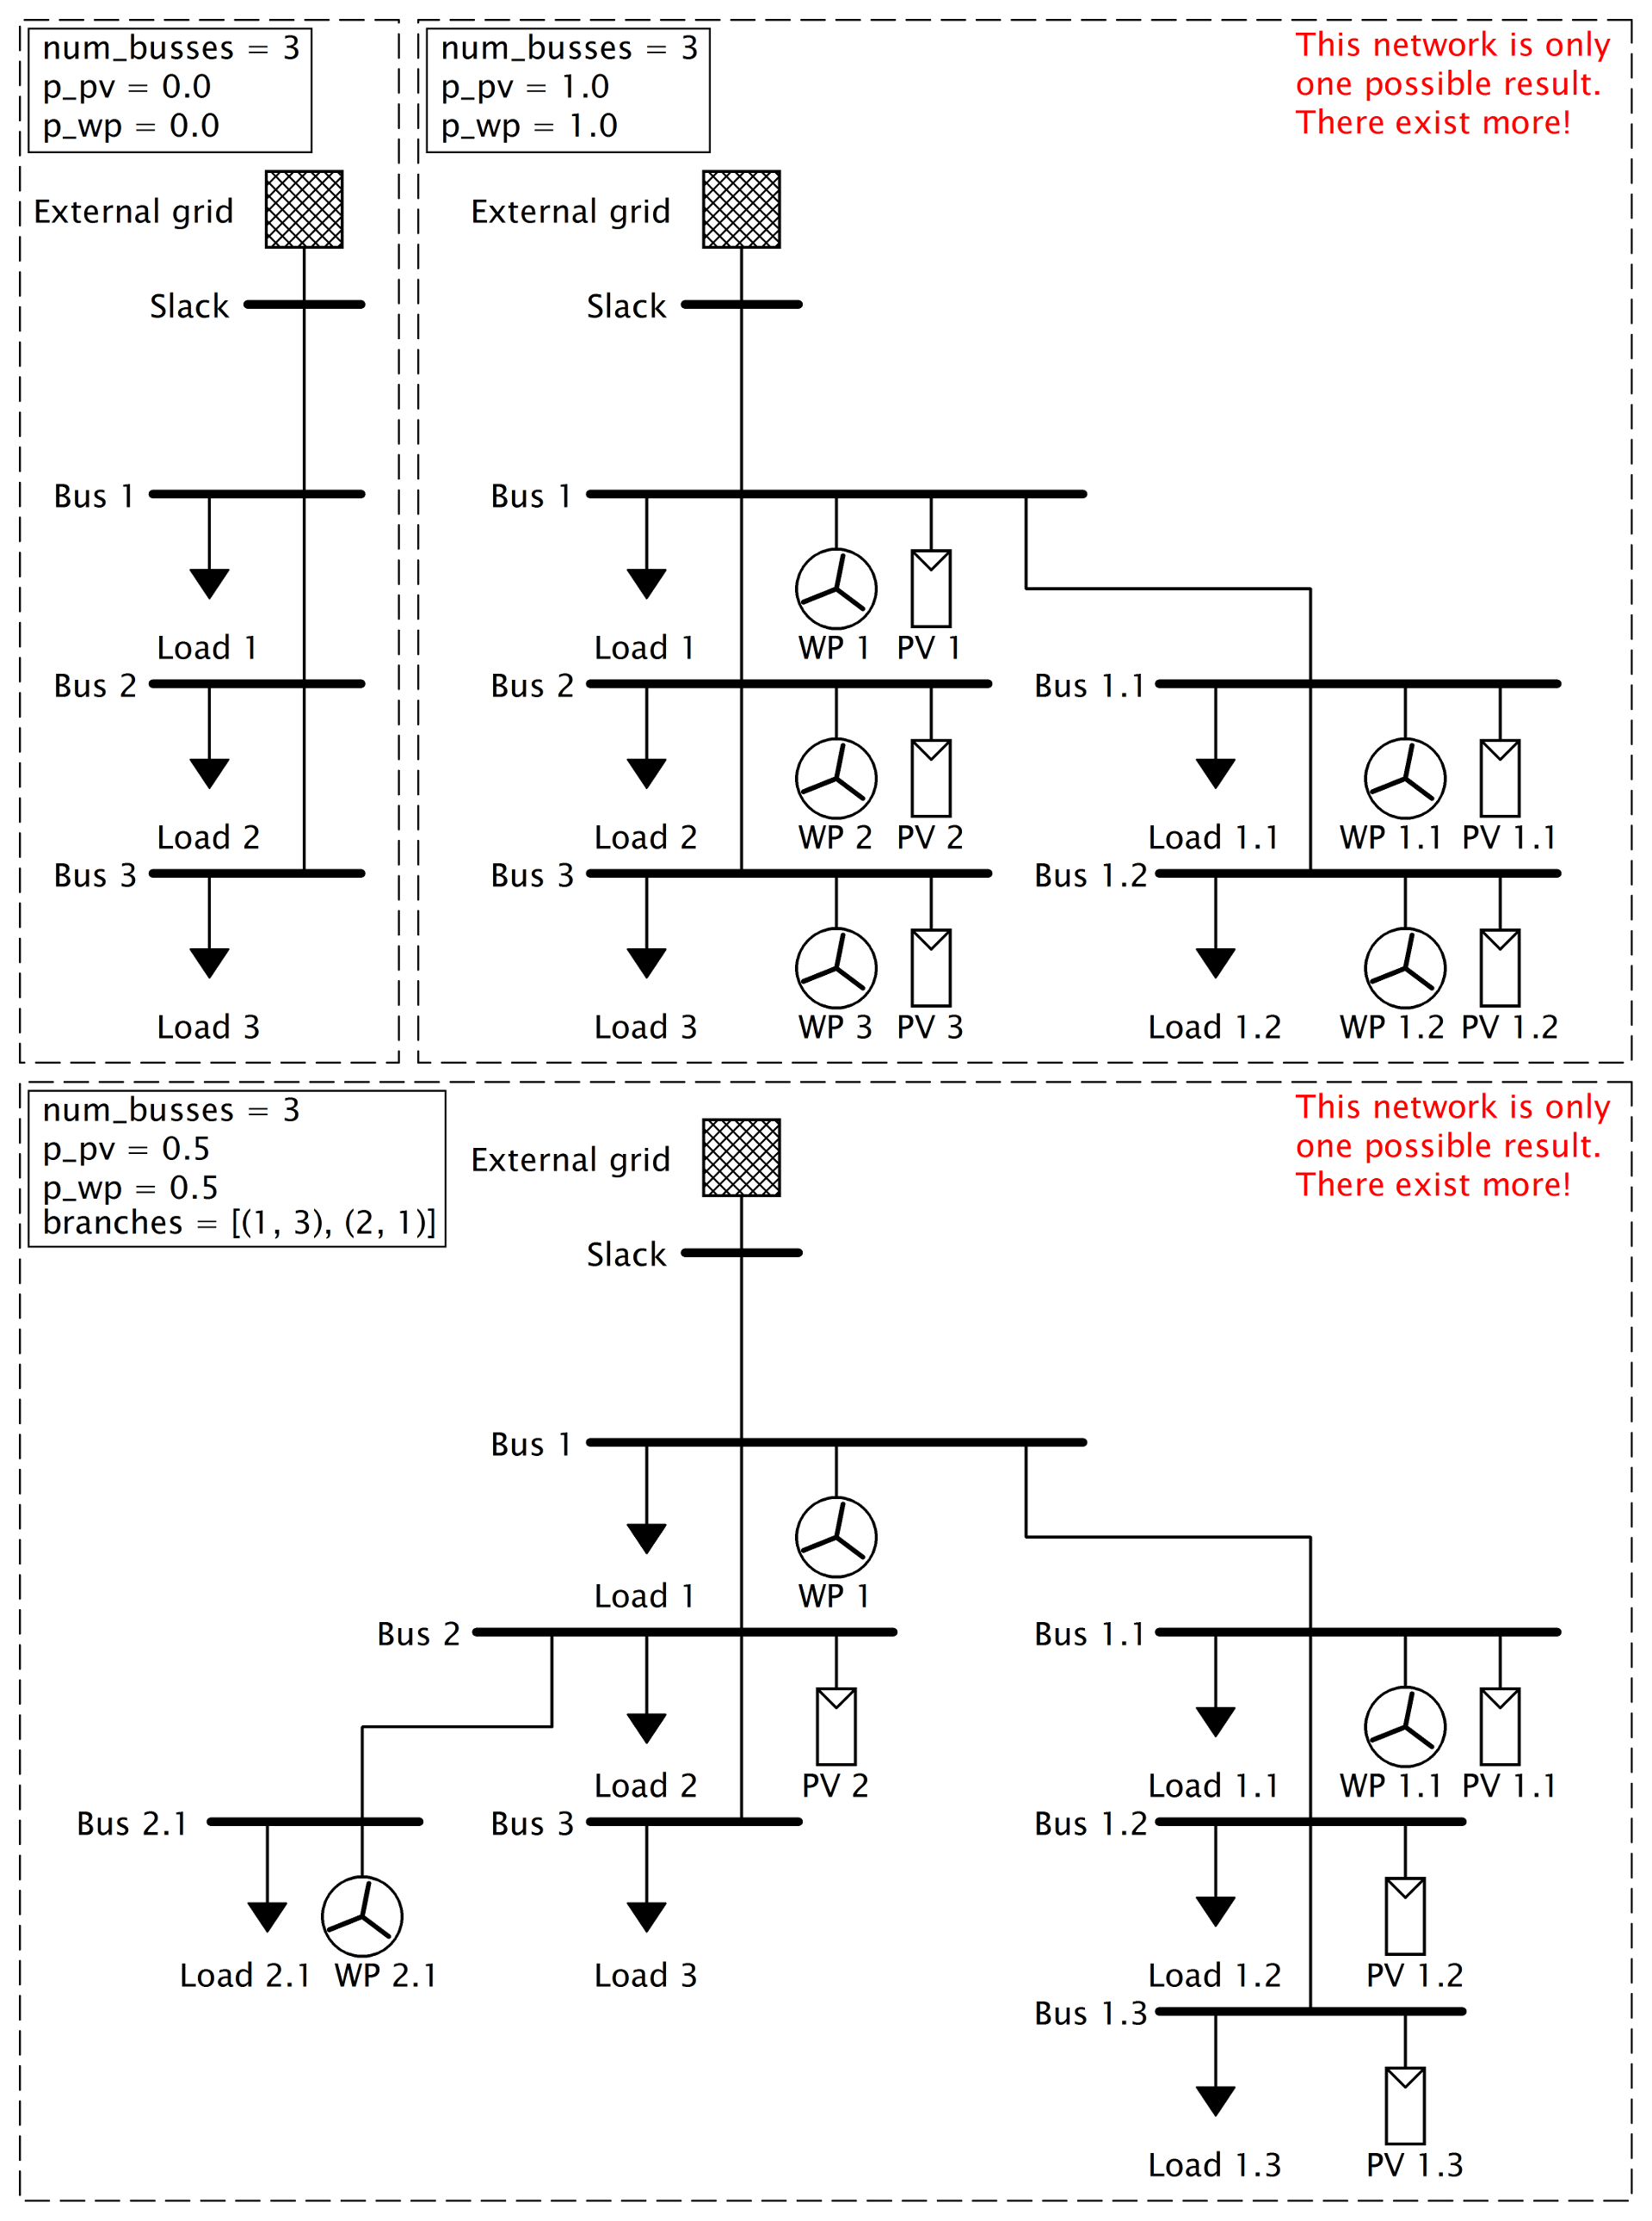 num_busses = 3
p_pv = 0.0
p_wp = 0.0
External grid
Slack
Bus 1
Load 1
Bus 2
Load 2
Bus 3
Load 3
num_busses = 3
p_pv = 1.0
p_wp = 1.0
This network is only
one possible result.
There exist more!
External grid
Slack
Bus 1
Load 1 WP 1 PV 1
Bus 2 Bus 1.1
Load 2 WP 2 PV 2 Load 1.1 WP 1.1 PV 1.1
Bus 3 Bus 1.2
Load 3 WP 3 PV 3 Load 1.2 WP 1.2 PV 1.2
num_busses = 3
p_pv = 0.5
p_wp = 0.5
branches = [(1, 3), (2, 1)]
This network is only
one possible result.
There exist more!
External grid
Slack
Bus 1
Load 1 WP 1
Bus 2 Bus 1.1
Load 2 PV 2 Load 1.1 WP 1.1 PV 1.1
Bus 2.1 Bus 3 Bus 1.2
Load 2.1 WP 2.1 Load 3 Load 1.2 PV 1.2
Bus 1.3
Load 1.3 PV 1.3